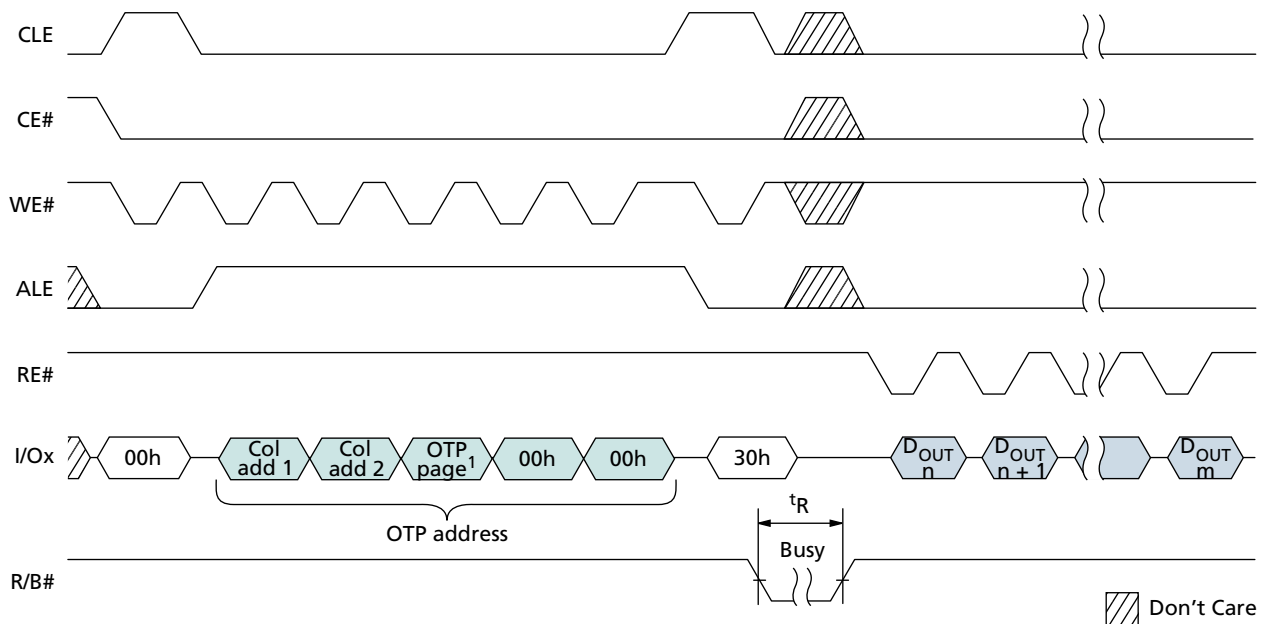 CLE
CE#
WE#
ALE
RE#
I/Ox
00h
Col
add 1
Col
add 2
OTP
page¹
00h
00h
30h
DOUT
n
DOUT
n + 1
DOUT
m
OTP address
tR
Busy
R/B#
Don't Care